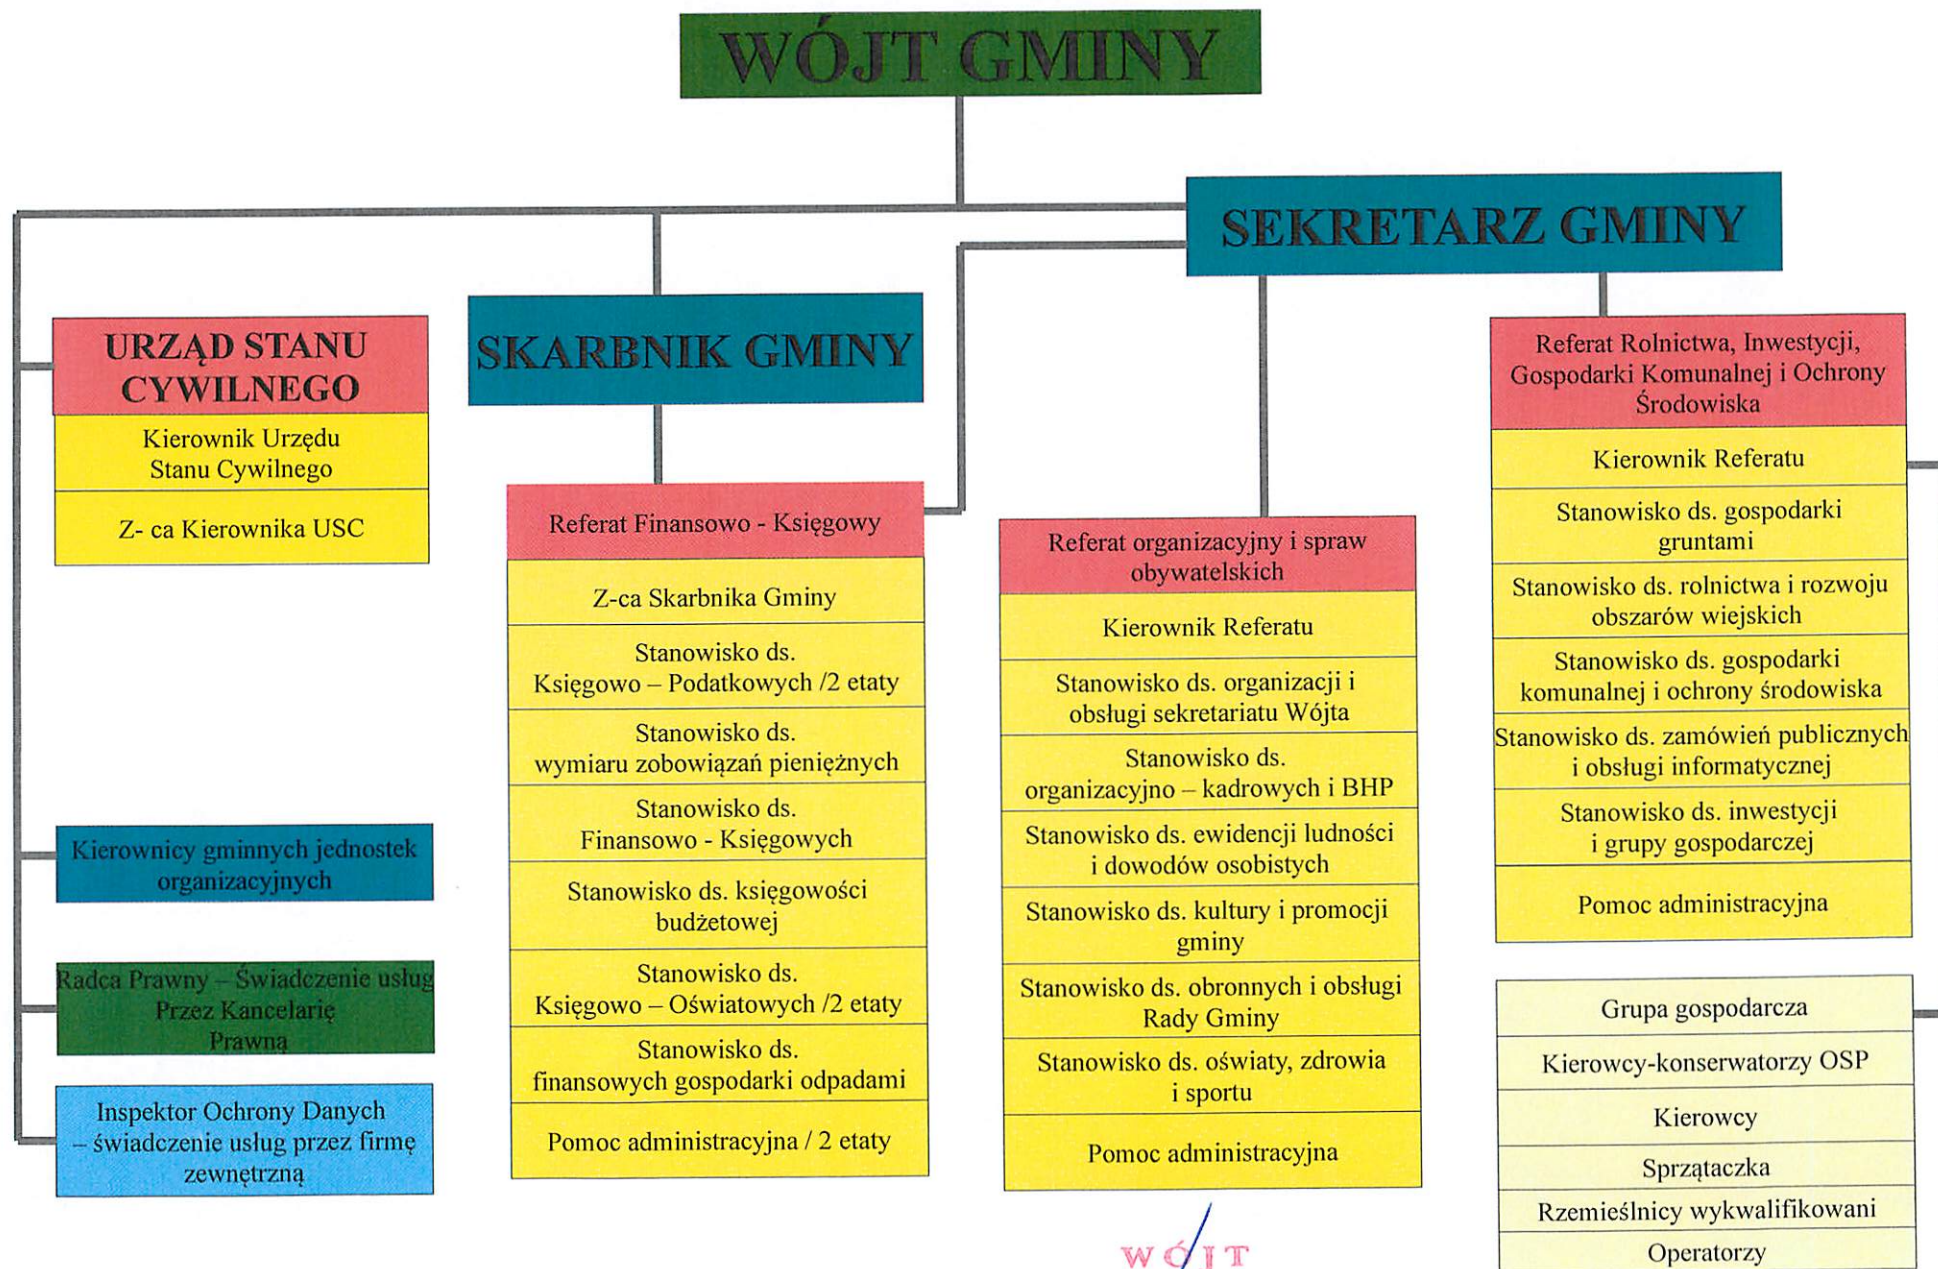 WÓJT GMINY
SEKRETARZ GMINY
URZĄD STANU
CYWILNEGO
Kierownik Urzędu
Stanu Cywilnego
Z- ca Kierownika USC
Kierownicy gminnych jednostek
organizacyjnych
Radca Prawny – Świadczenie usług
Przez Kancelarię
Prawną
Inspektor Ochrony Danych
– świadczenie usług przez firmę
zewnętrzną
SKARBNIK GMINY
Referat Finansowo - Księgowy
Z-ca Skarbnika Gminy
Stanowisko ds.
Księgowo – Podatkowych /2 etaty
Stanowisko ds.
wymiaru zobowiązań pieniężnych
Stanowisko ds.
Finansowo - Księgowych
Stanowisko ds. księgowości
budżetowej
Stanowisko ds.
Księgowo – Oświatowych /2 etaty
Stanowisko ds.
finansowych gospodarki odpadami
Pomoc administracyjna / 2 etaty
Referat organizacyjny i spraw
obywatelskich
Kierownik Referatu
Stanowisko ds. organizacji i
obsługi sekretariatu Wójta
Stanowisko ds.
organizacyjno – kadrowych i BHP
Stanowisko ds. ewidencji ludności
i dowodów osobistych
Stanowisko ds. kultury i promocji
gminy
Stanowisko ds. obronnych i obsługi
Rady Gminy
Stanowisko ds. oświaty, zdrowia
i sportu
Pomoc administracyjna
Referat Rolnictwa, Inwestycji,
Gospodarki Komunalnej i Ochrony
Środowiska
Kierownik Referatu
Stanowisko ds. gospodarki
gruntami
Stanowisko ds. rolnictwa i rozwoju
obszarów wiejskich
Stanowisko ds. gospodarki
komunalnej i ochrony środowiska
Stanowisko ds. zamówień publicznych
i obsługi informatycznej
Stanowisko ds. inwestycji
i grupy gospodarczej
Pomoc administracyjna
Grupa gospodarcza
Kierowcy-konserwatorzy OSP
Kierowcy
Sprzątaczka
Rzemieślnicy wykwalifikowani
Operatorzy
WÓJT